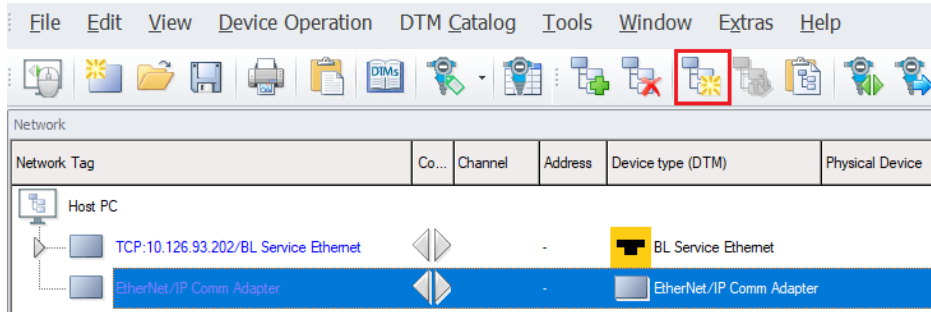 File Edit View Device Operation DTM Catalog Tools Window Extras Help
DTMs
Network
Network Tag Co... Channel Address Device type (DTM) Physical Device
Host PC
TCP:10.126.93.202/BL Service Ethernet - BL Service Ethernet
EtherNet/IP Comm Adapter - EtherNet/IP Comm Adapter